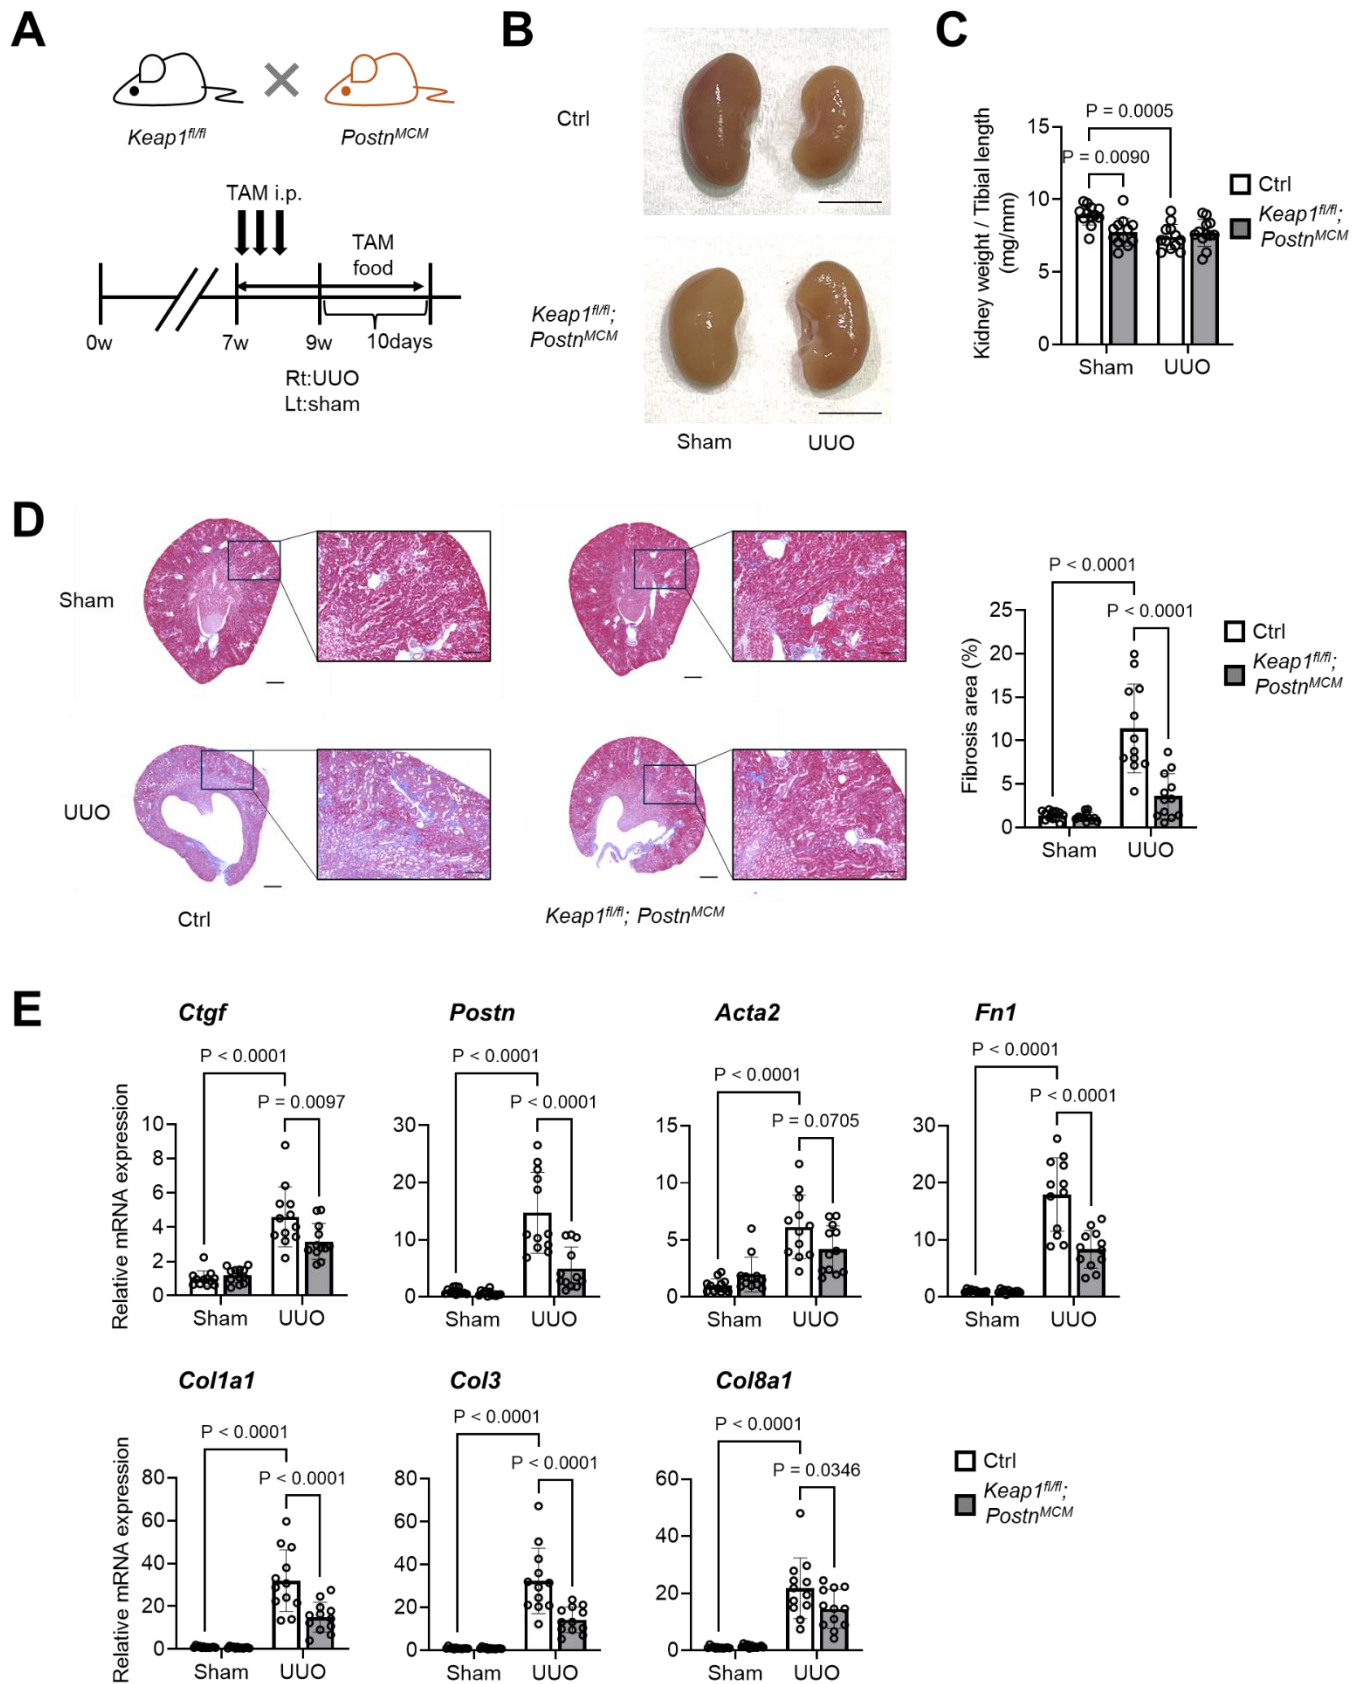 A
Keap1fl/fl
PostnMCM
TAM i.p.
TAM
food
0w
7w
9w
10days
Rt:UUO
Lt:sham
B
Ctrl
Keap1fl/fl;
PostnMCM
Sham
UUO
C
P = 0.0005
P = 0.0090
Kidney weight / Tibial length
(mg/mm)
15
10
5
0
Sham
UUO
Ctrl
Keap1fl/fl;
PostnMCM
D
Sham
UUO
Ctrl
Keap1fl/fl; PostnMCM
P < 0.0001
P < 0.0001
Fibrosis area (%)
25
20
15
10
5
0
Sham
UUO
Ctrl
Keap1fl/fl;
PostnMCM
E
Ctgf
P < 0.0001
P = 0.0097
Relative mRNA expression
10
8
6
4
2
0
Sham
UUO
Postn
P < 0.0001
P < 0.0001
30
20
10
0
Sham
UUO
Acta2
P < 0.0001
P = 0.0705
15
10
5
0
Sham
UUO
Fn1
P < 0.0001
P < 0.0001
30
20
10
0
Sham
UUO
Col1a1
P < 0.0001
P < 0.0001
Relative mRNA expression
80
60
40
20
0
Sham
UUO
Col3
P < 0.0001
P < 0.0001
80
60
40
20
0
Sham
UUO
Col8a1
P < 0.0001
P = 0.0346
60
40
20
0
Sham
UUO
Ctrl
Keap1fl/fl;
PostnMCM